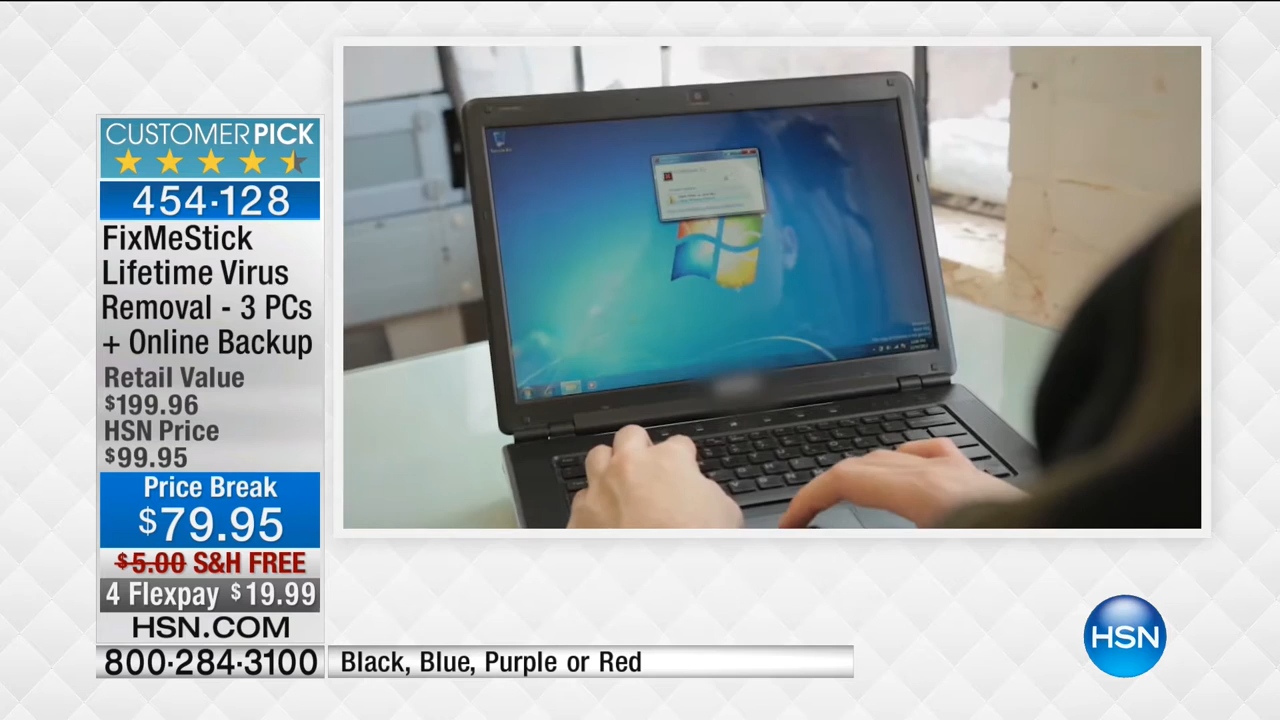 CUSTOMER PICK
454·128
FixMeStick
Lifetime Virus
Removal - 3 PCs
+ Online Backup
Retail Value
$199.96
HSN Price
$99.95
Price Break
$79.95
$5.00 S&H FREE
4 Flexpay $19.99
HSN.COM
800·284·3100
Black, Blue, Purple or Red
HSN